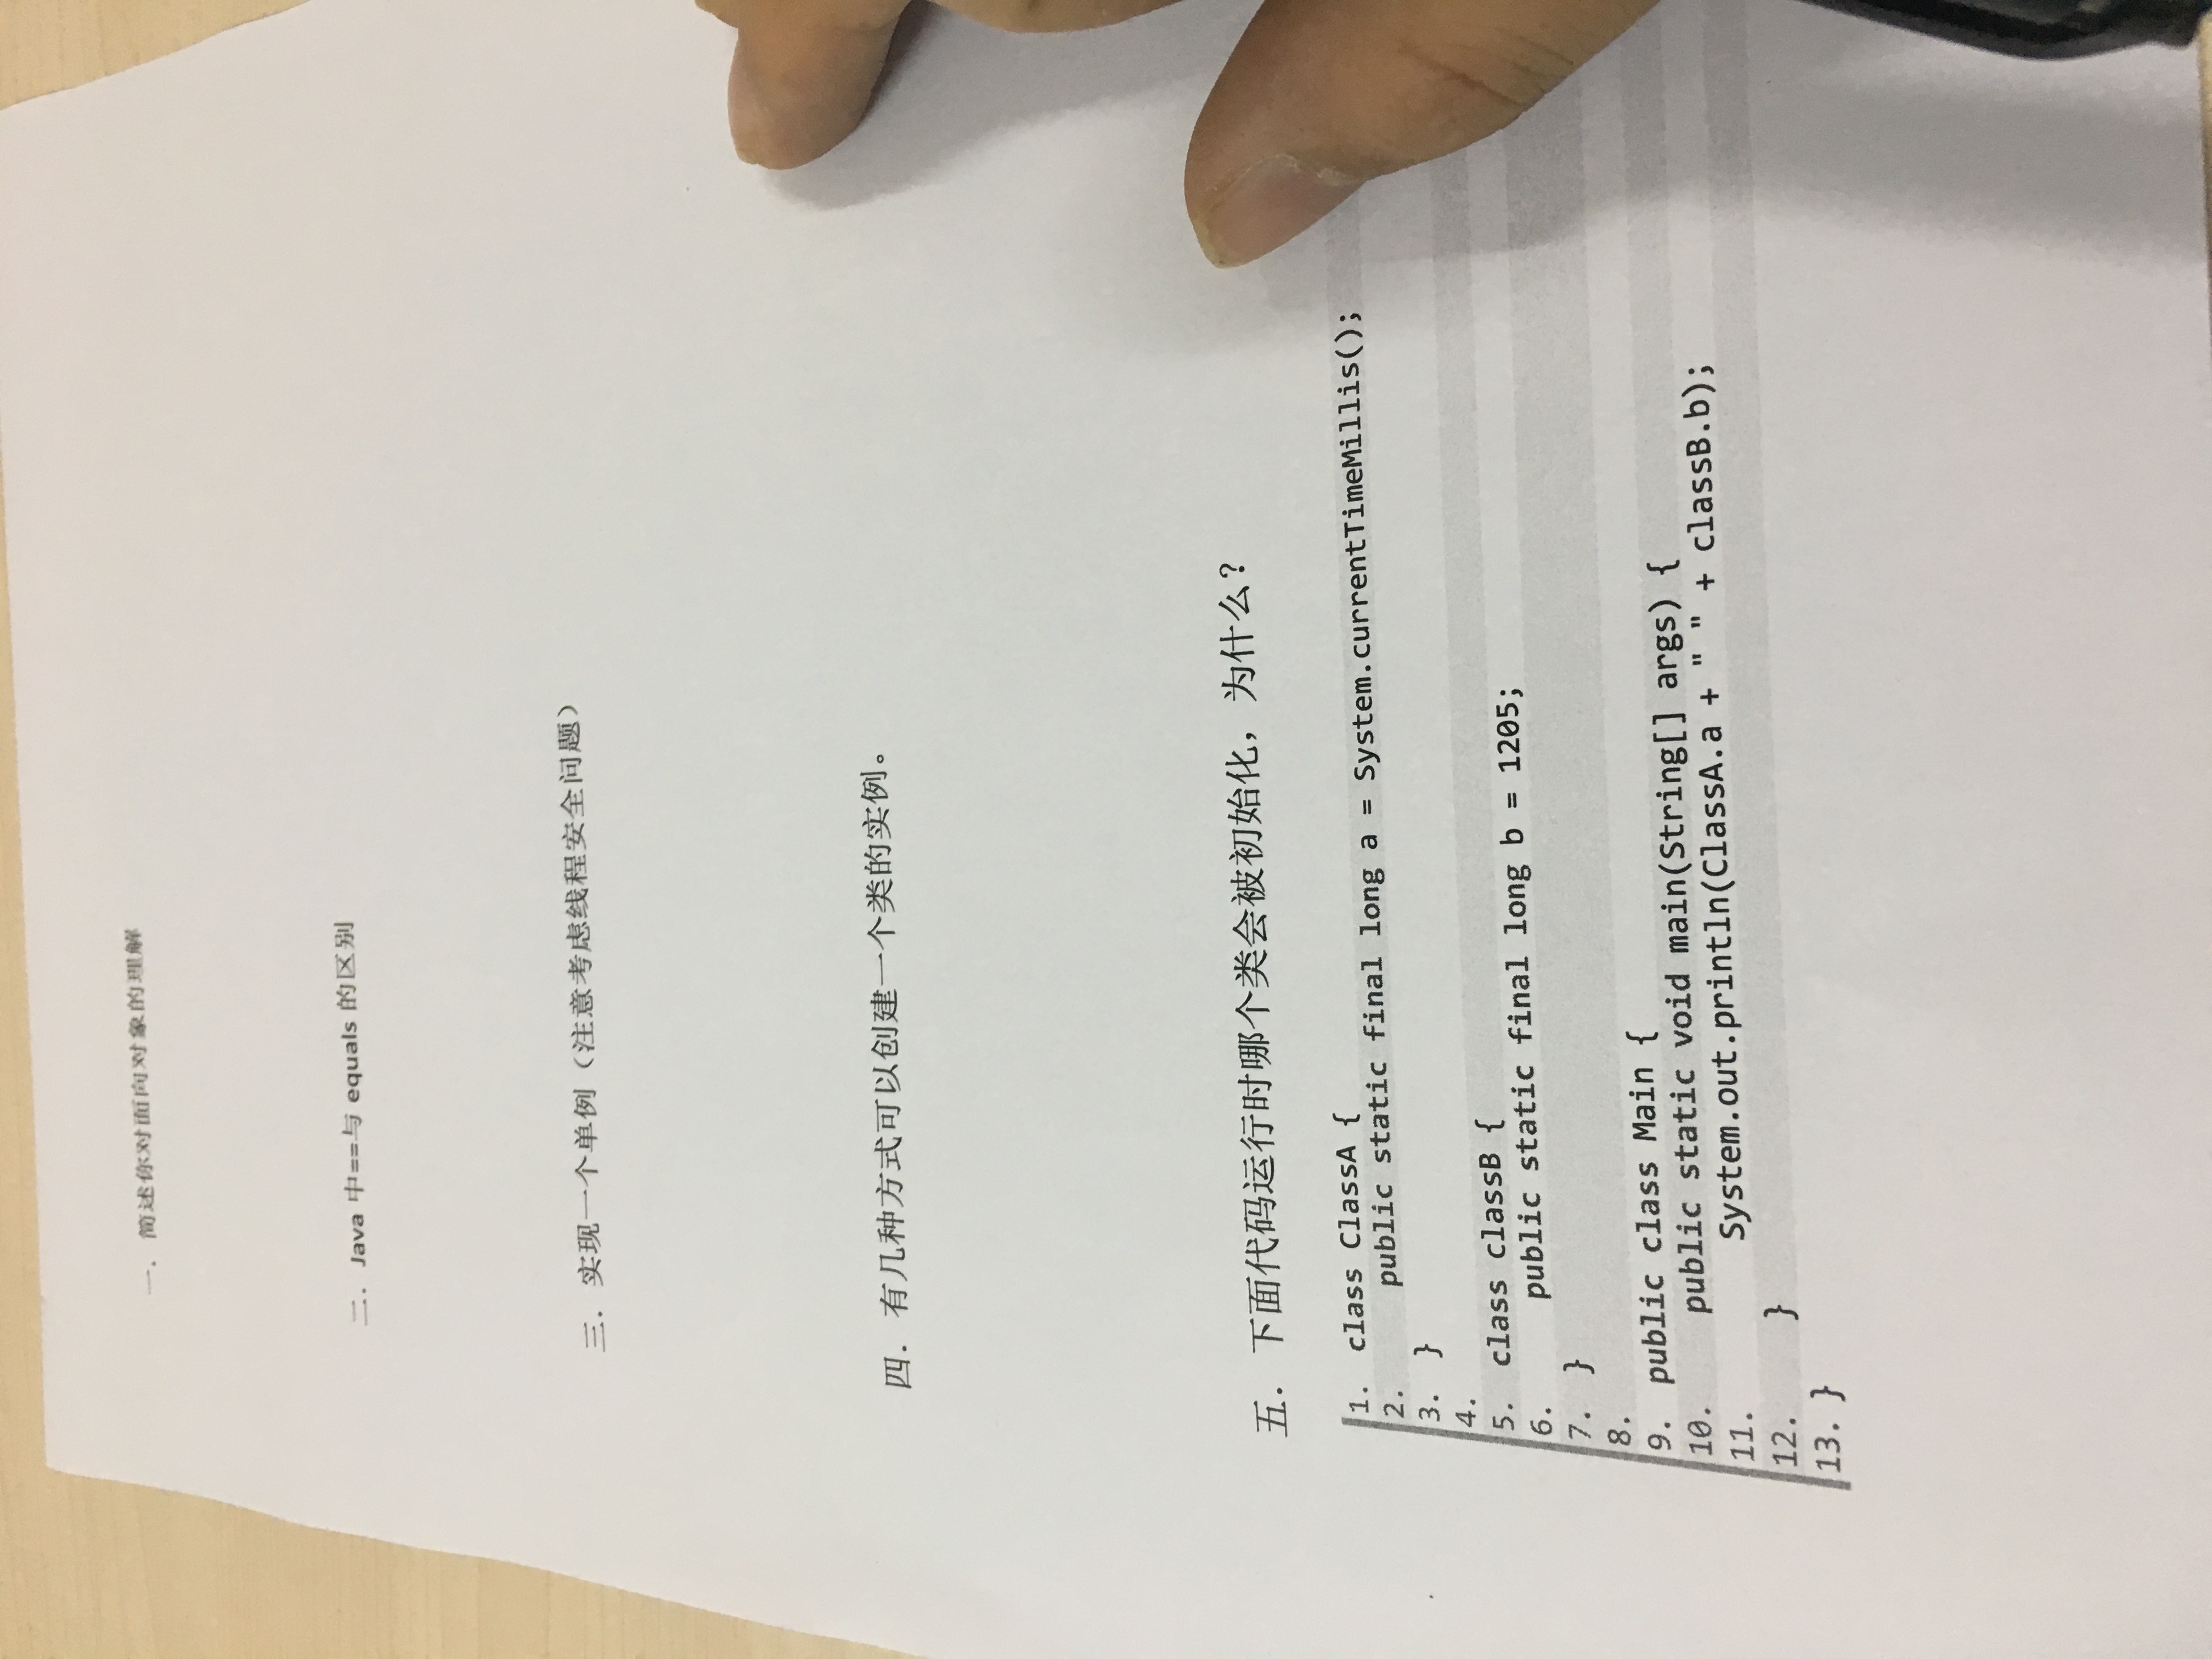 一. 简述你对面向对象的理解
二. Java 中==与 equals 的区别
三. 实现一个单例（注意考虑线程安全问题）
四. 有几种方式可以创建一个类的实例。
五. 下面代码运行时哪个类会被初始化，为什么？
1. class ClassA {
2.     public static final long a = System.currentTimeMillis();
3. }
4.
5. class classB {
6.     public static final long b = 1205;
7. }
8.
9. public class Main {
10.     public static void main(String[] args) {
11.         System.out.println(ClassA.a + " " + classB.b);
12.     }
13. }